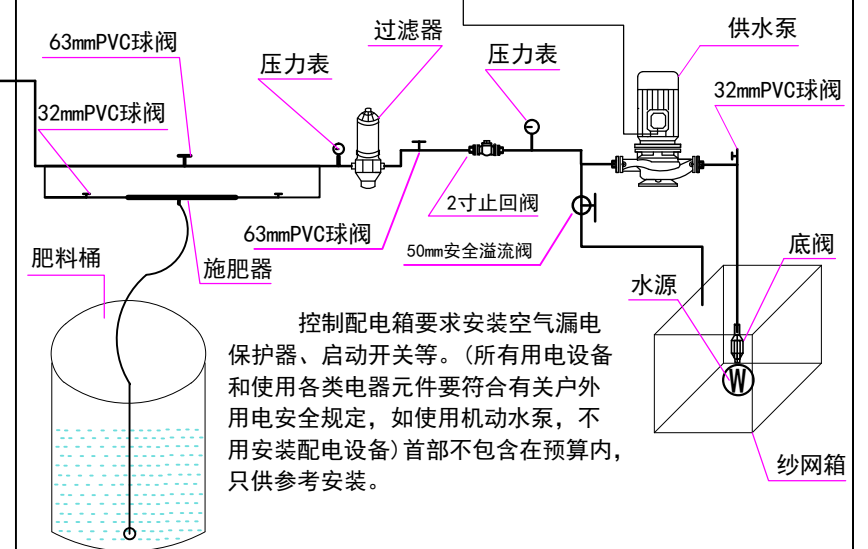 供水泵
过滤器
63mmPVC球阀
压力表
压力表
32mmPVC球阀
32mmPVC球阀
2寸止回阀
63mmPVC球阀
50mm安全溢流阀
底阀
肥料桶
施肥器
水源
W
控制配电箱要求安装空气漏电
保护器、启动开关等。(所有用电设备
和使用各类电器元件要符合有关户外
用电安全规定，如使用机动水泵，不
用安装配电设备)首部不包含在预算内，
只供参考安装。
纱网箱